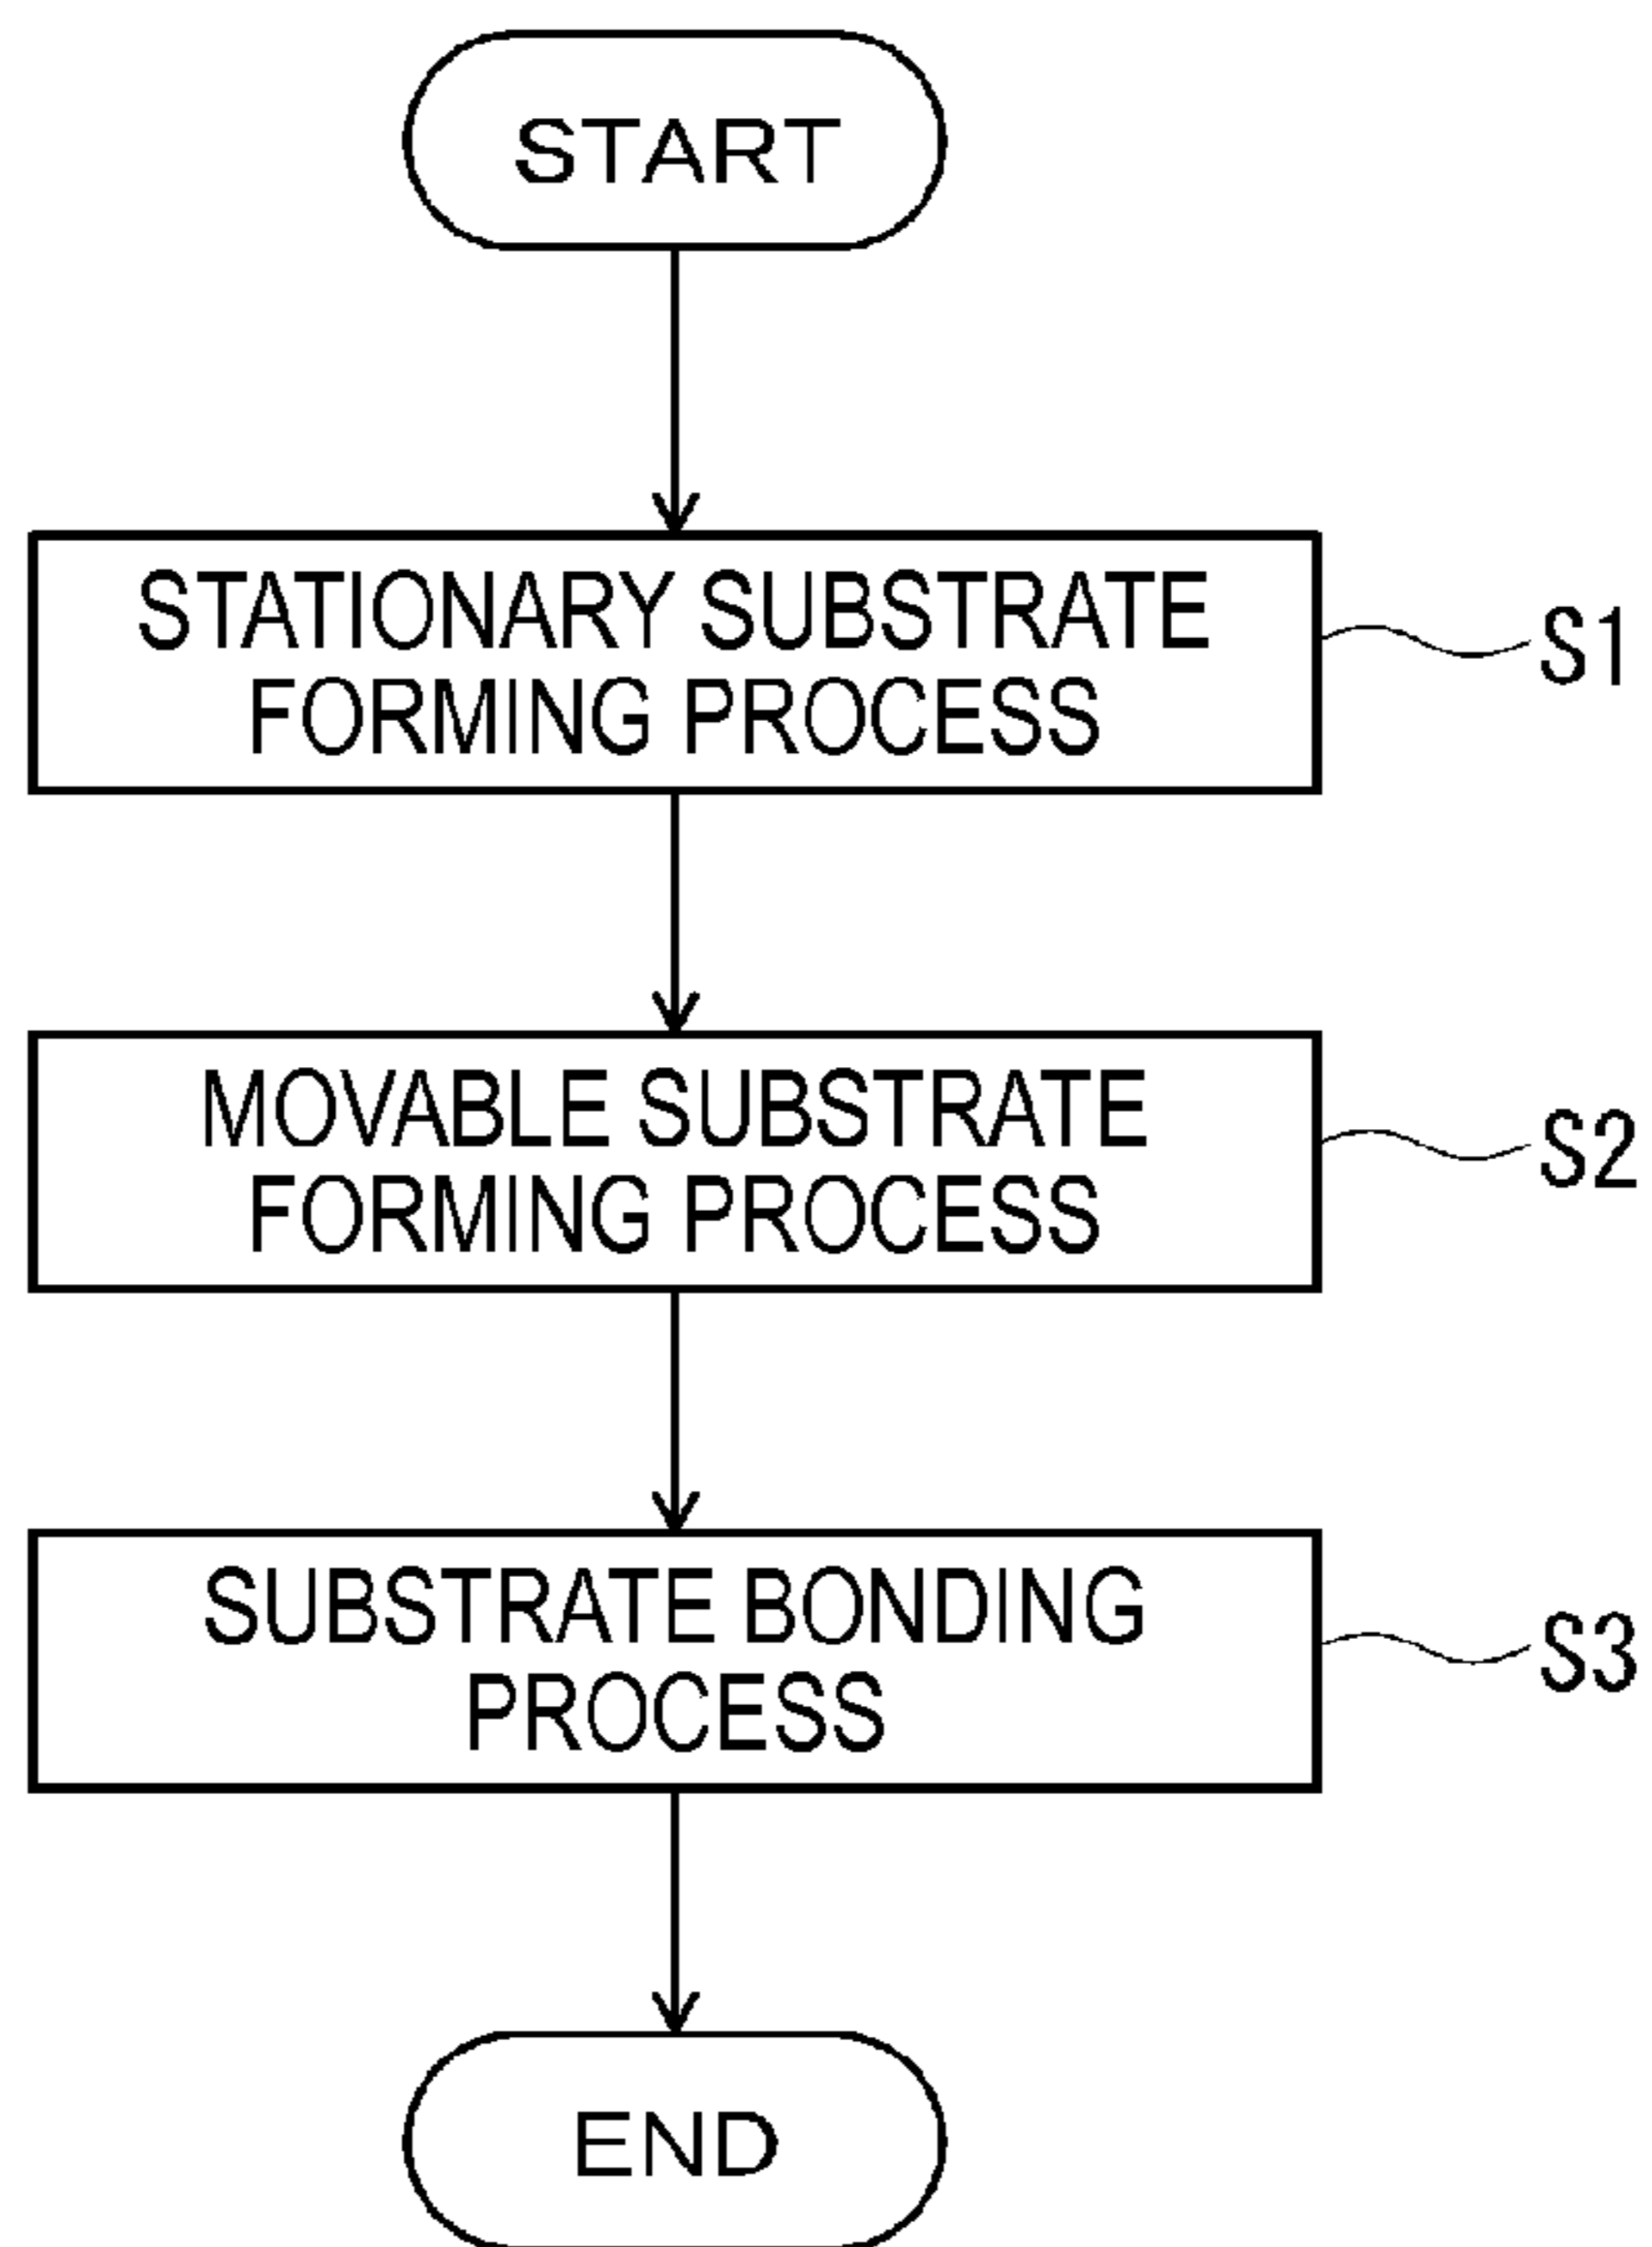 START
STATIONARY SUBSTRATE
FORMING PROCESS
S1
MOVABLE SUBSTRATE
FORMING PROCESS
S2
SUBSTRATE BONDING
PROCESS
S3
END